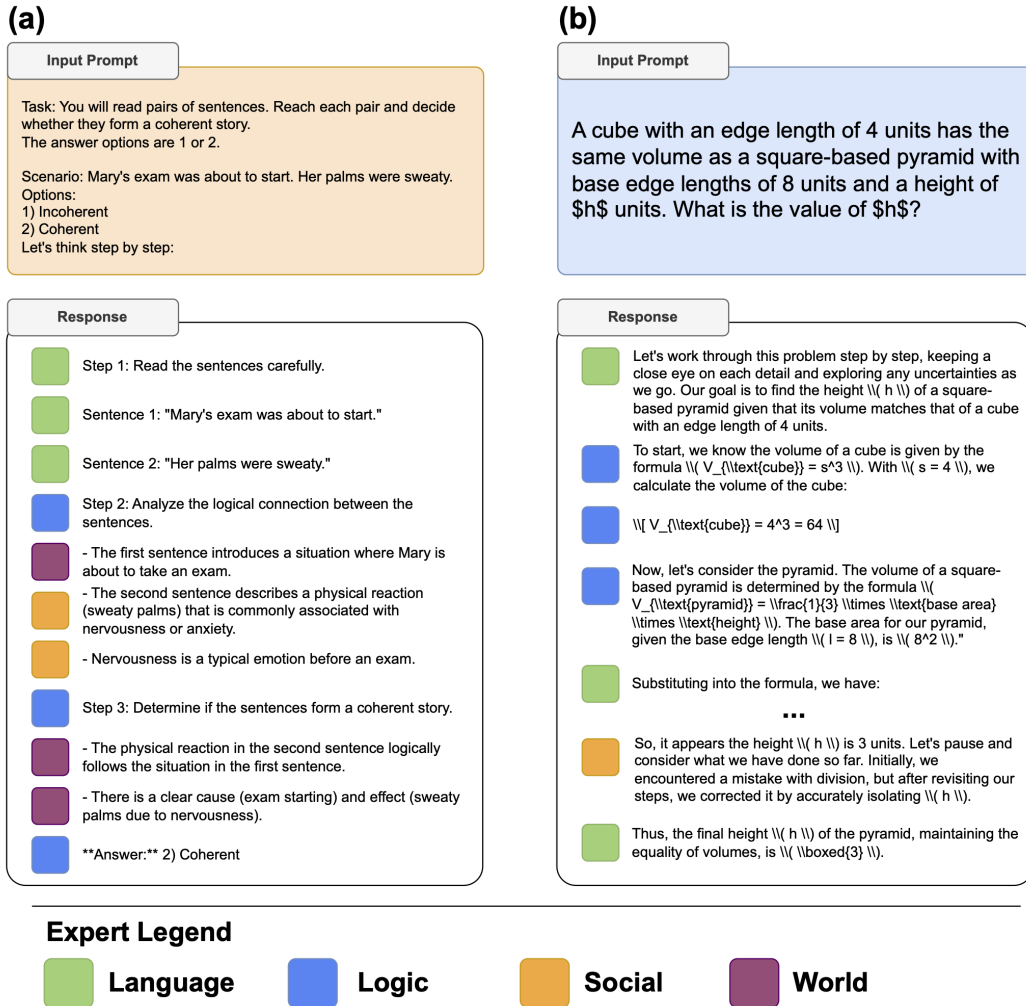 (a)
Input Prompt
Task: You will read pairs of sentences. Reach each pair and decide
whether they form a coherent story.
The answer options are 1 or 2.
Scenario: Mary's exam was about to start. Her palms were sweaty.
Options:
1) Incoherent
2) Coherent
Let's think step by step:
Response
Step 1: Read the sentences carefully.
Sentence 1: "Mary's exam was about to start."
Sentence 2: "Her palms were sweaty."
Step 2: Analyze the logical connection between the
sentences.
- The first sentence introduces a situation where Mary is
about to take an exam.
- The second sentence describes a physical reaction
(sweaty palms) that is commonly associated with
nervousness or anxiety.
- Nervousness is a typical emotion before an exam.
Step 3: Determine if the sentences form a coherent story.
- The physical reaction in the second sentence logically
follows the situation in the first sentence.
- There is a clear cause (exam starting) and effect (sweaty
palms due to nervousness).
**Answer:** 2) Coherent
(b)
Input Prompt
A cube with an edge length of 4 units has the
same volume as a square-based pyramid with
base edge lengths of 8 units and a height of
$h$ units. What is the value of $h$?
Response
Let's work through this problem step by step, keeping a
close eye on each detail and exploring any uncertainties as
we go. Our goal is to find the height \\( h \\) of a square-
based pyramid given that its volume matches that of a cube
with an edge length of 4 units.
To start, we know the volume of a cube is given by the
formula \\( V_{\\text{cube}} = s^3 \\). With \\( s = 4 \\), we
calculate the volume of the cube:
\\[ V_{\\text{cube}} = 4^3 = 64 \\]
Now, let's consider the pyramid. The volume of a square-
based pyramid is determined by the formula \\(
V_{\\text{pyramid}} = \\frac{1}{3} \\times \\text{base area}
\\times \\text{height} \\). The base area for our pyramid,
given the base edge length \\( l = 8 \\), is \\( 8^2 \\)."
Substituting into the formula, we have:
...
So, it appears the height \\( h \\) is 3 units. Let's pause and
consider what we have done so far. Initially, we
encountered a mistake with division, but after revisiting our
steps, we corrected it by accurately isolating \\( h \\).
Thus, the final height \\( h \\) of the pyramid, maintaining the
equality of volumes, is \\( \\boxed{3} \\).
Expert Legend
Language
Logic
Social
World